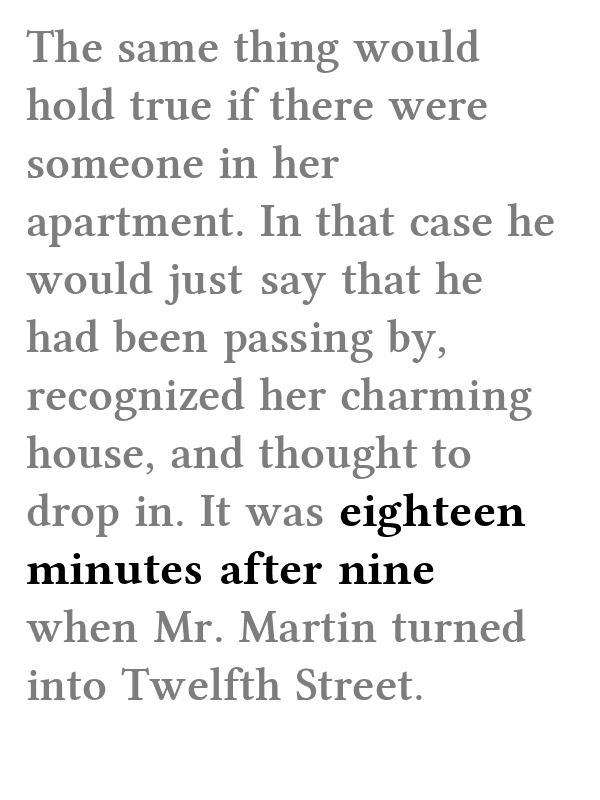 The same thing would
hold true if there were
someone in her
apartment. In that case he
would just say that he
had been passing by,
recognized her charming
house, and thought to
drop in. It was eighteen
minutes after nine
when Mr. Martin turned
into Twelfth Street.